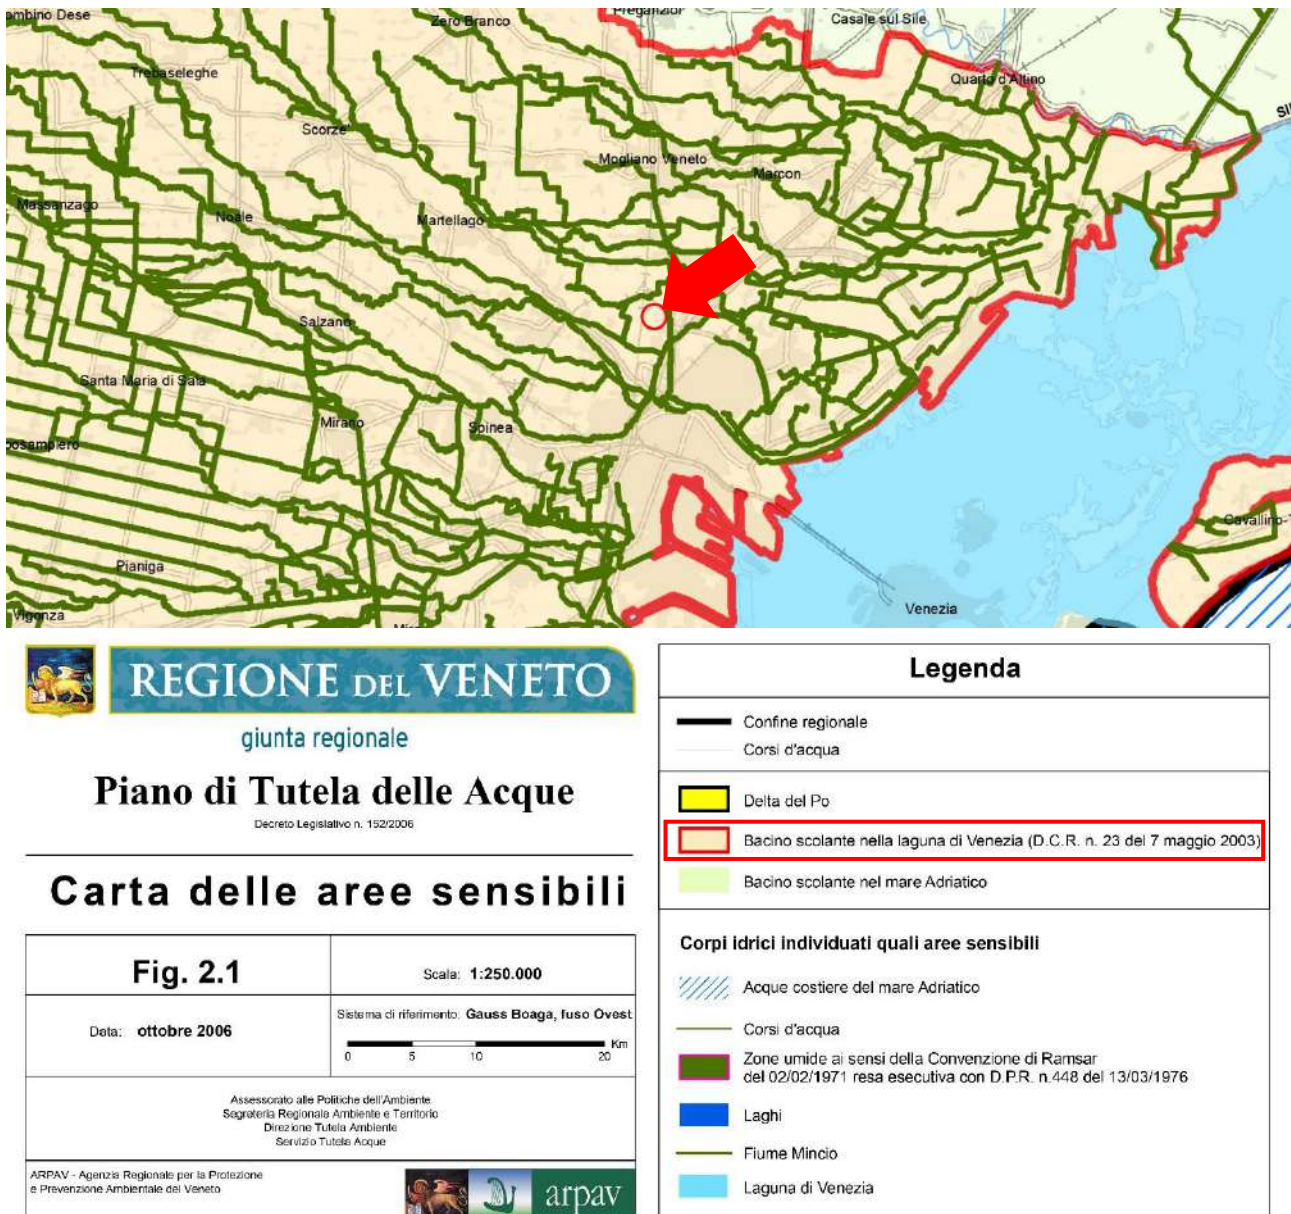 ombino Dese
Zero Branco
Preganziol
Casale sul Sile
Trebaseleghe
Quarto d'Altino
Scorze'
Mogliano Veneto
Marcon
Massanzago
Noale
Martellago
Salzano
Santa Maria di Sala
Mirano
Spinea
Cavallino-
Pianiga
Vigonza
Venezia
REGIONE DEL VENETO
giunta regionale
Piano di Tutela delle Acque
Decreto Legislativo n. 152/2006
Carta delle aree sensibili
Fig. 2.1
Scala: 1:250.000
Data: ottobre 2006
Sistema di riferimento: Gauss Boaga, fuso Ovest
Km
0 5 10 20
Assessorato alle Politiche dell'Ambiente
Segreteria Regionale Ambiente e Territorio
Direzione Tutela Ambiente
Servizio Tutela Acque
ARPAV - Agenzia Regionale per la Protezione
e Prevenzione Ambientale del Veneto
arpav
Legenda
Confine regionale
Corsi d'acqua
Delta del Po
Bacino scolante nella laguna di Venezia (D.C.R. n. 23 del 7 maggio 2003)
Bacino scolante nel mare Adriatico
Corpi idrici individuati quali aree sensibili
Acque costiere del mare Adriatico
Corsi d'acqua
Zone umide ai sensi della Convenzione di Ramsar
del 02/02/1971 resa esecutiva con D.P.R. n.448 del 13/03/1976
Laghi
Fiume Mincio
Laguna di Venezia